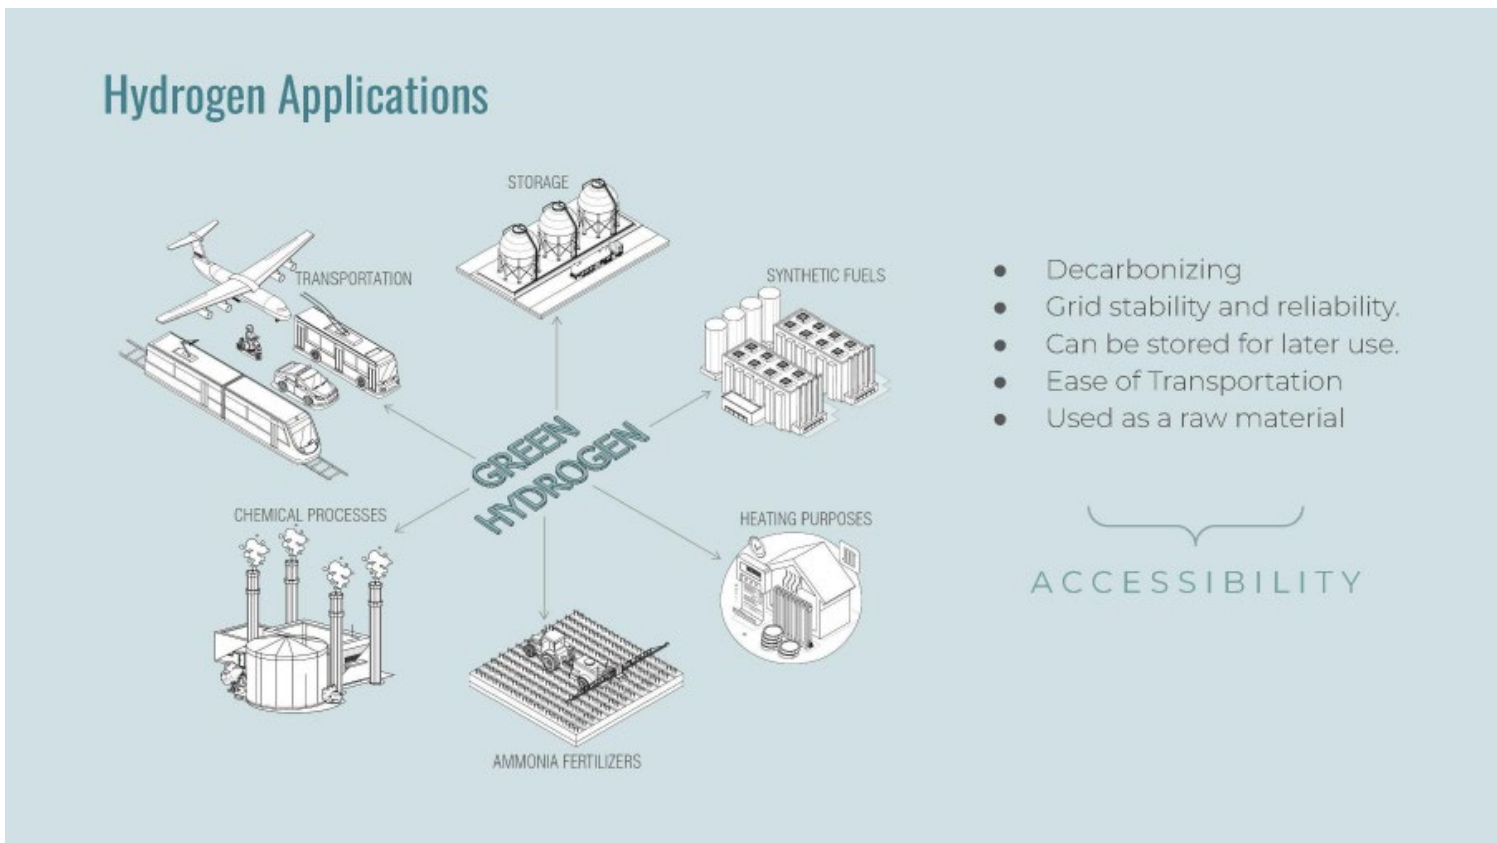 Hydrogen Applications
STORAGE
TRANSPORTATION
SYNTHETIC FUELS
GREEN
HYDROGEN
CHEMICAL PROCESSES
HEATING PURPOSES
AMMONIA FERTILIZERS
● Decarbonizing
● Grid stability and reliability.
● Can be stored for later use.
● Ease of Transportation
● Used as a raw material
ACCESSIBILITY